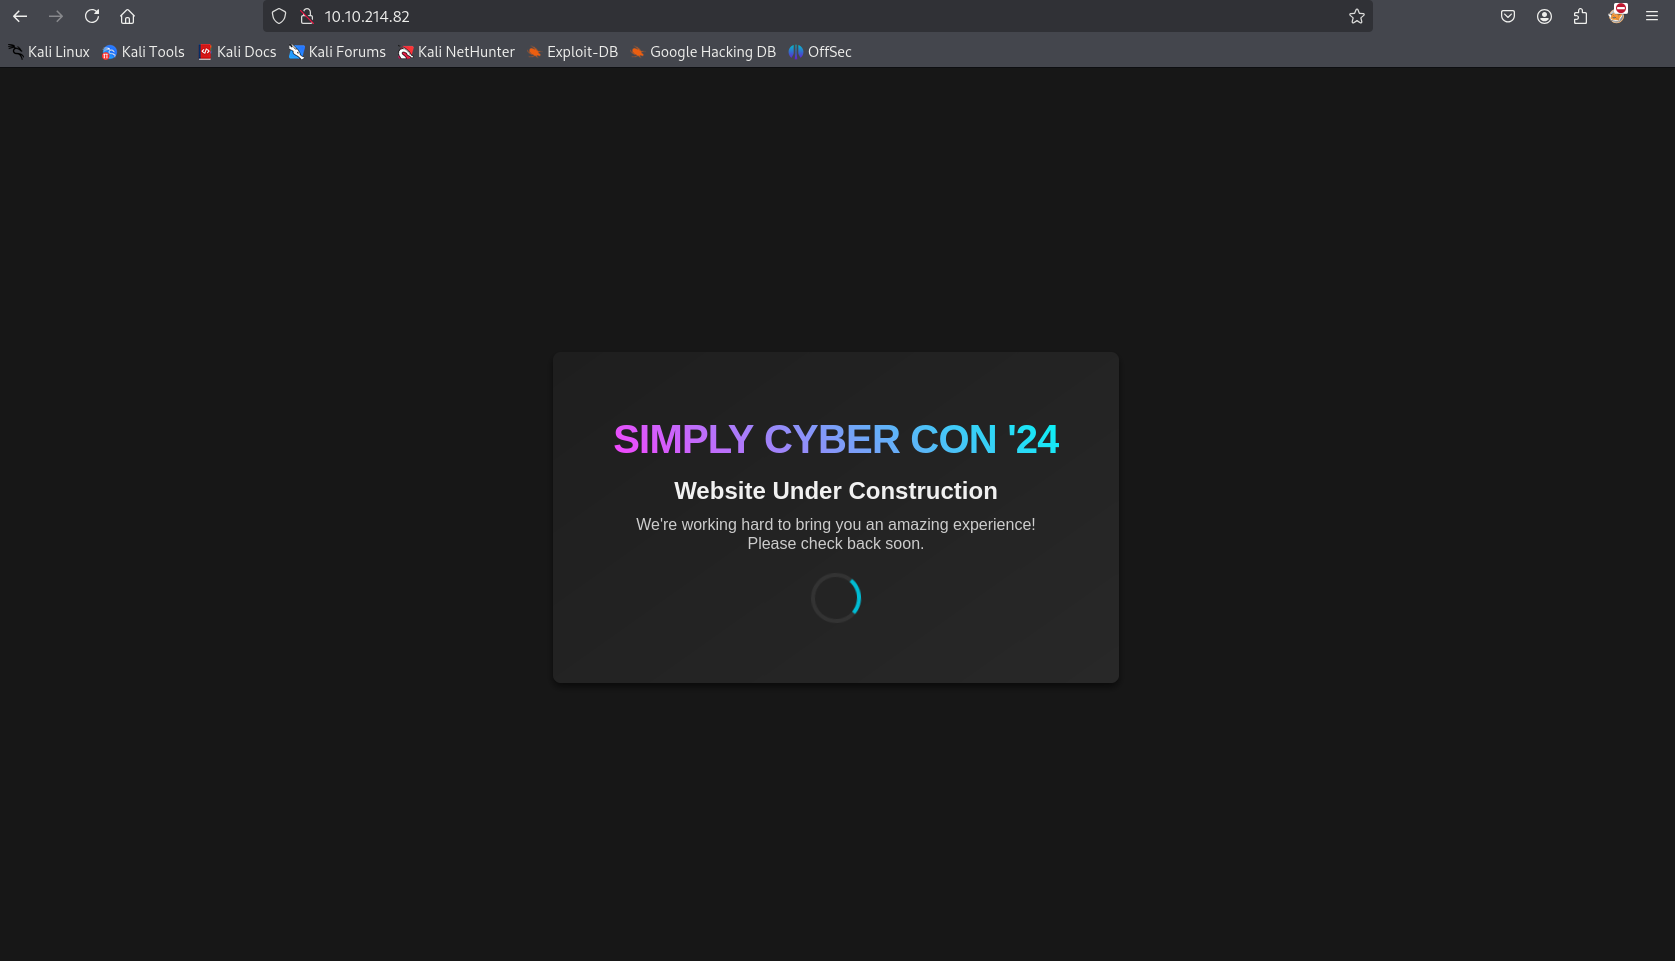 10.10.214.82
Kali Linux Kali Tools Kali Docs Kali Forums Kali NetHunter Exploit-DB Google Hacking DB OffSec
SIMPLY CYBER CON '24
Website Under Construction
We're working hard to bring you an amazing experience!
Please check back soon.